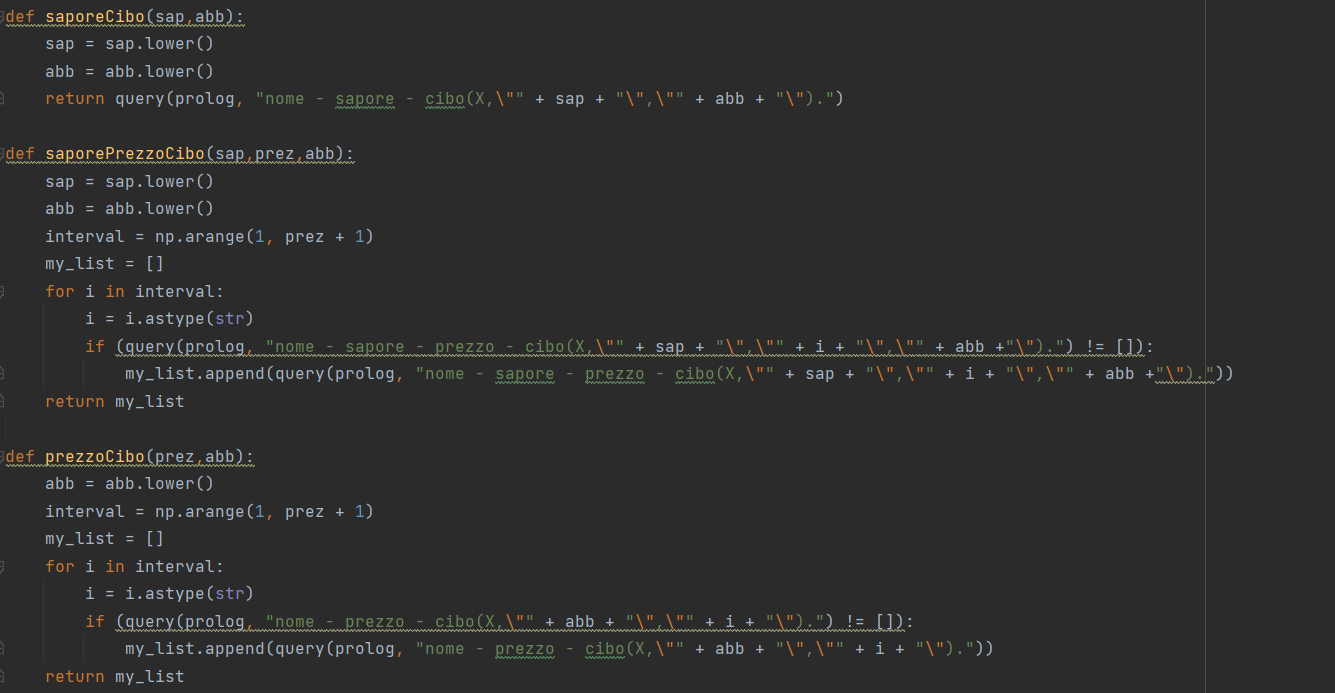 def saporeCibo(sap,abb):
    sap = sap.lower()
    abb = abb.lower()
    return query(prolog, "nome - sapore - cibo(X,\"" + sap + "\",\"" + abb + "\").")

def saporePrezzoCibo(sap,prez,abb):
    sap = sap.lower()
    abb = abb.lower()
    interval = np.arange(1, prez + 1)
    my_list = []
    for i in interval:
        i = i.astype(str)
        if (query(prolog, "nome - sapore - prezzo - cibo(X,\"" + sap + "\",\"" + i + "\",\"" + abb +"\").") != []):
            my_list.append(query(prolog, "nome - sapore - prezzo - cibo(X,\"" + sap + "\",\"" + i + "\",\"" + abb +"\")."))
    return my_list

def prezzoCibo(prez,abb):
    abb = abb.lower()
    interval = np.arange(1, prez + 1)
    my_list = []
    for i in interval:
        i = i.astype(str)
        if (query(prolog, "nome - prezzo - cibo(X,\"" + abb + "\",\"" + i + "\").") != []):
            my_list.append(query(prolog, "nome - prezzo - cibo(X,\"" + abb + "\",\"" + i + "\")."))
    return my_list